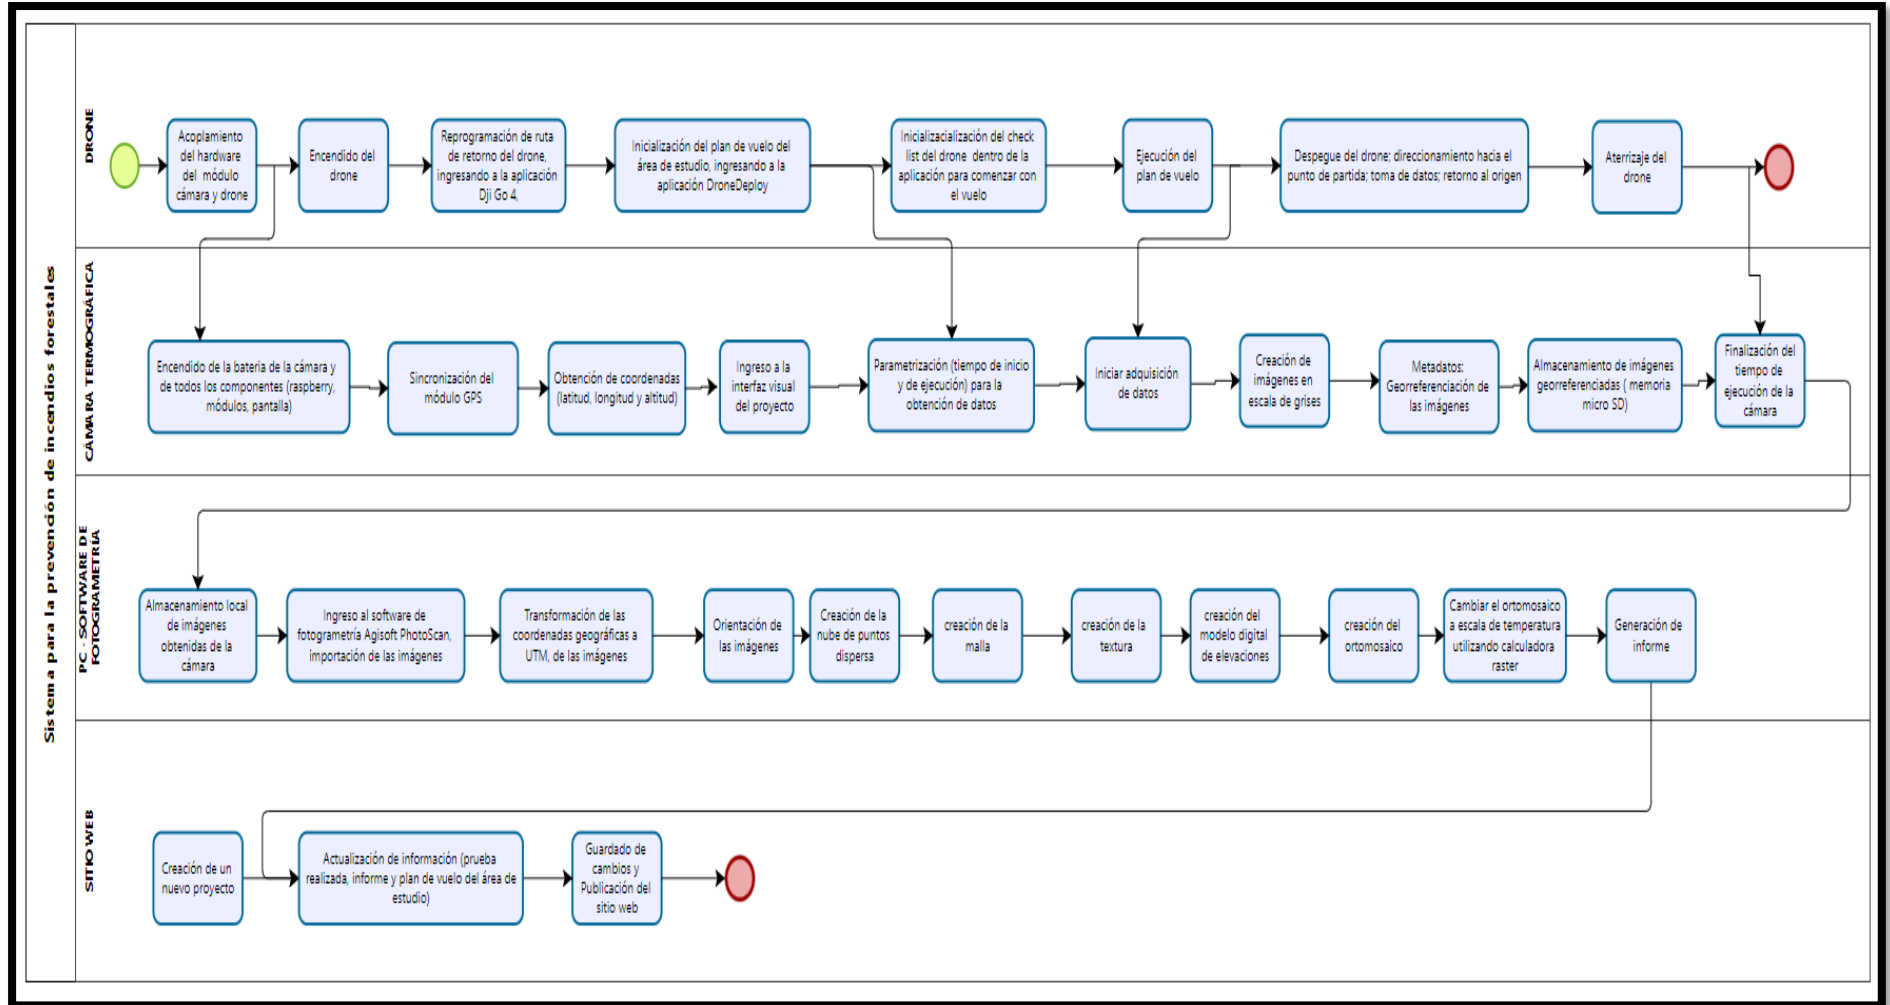 Sistema para la prevención de incendios forestales
DRONE
Acoplamiento
del hardware
del módulo
cámara y drone
Encendido del
drone
Reprogramación de ruta
de retorno del drone,
ingresando a la aplicación
Dji Go 4,
Inicialización del plan de vuelo del
área de estudio, ingresando a la
aplicación DroneDeploy
Inicializacialización del check
list del drone dentro de la
aplicación para comenzar con
el vuelo
Ejecución del
plan de vuelo
Despegue del drone; direccionamiento hacia el
punto de partida; toma de datos; retorno al origen
Aterrizaje del
drone
CÁMARA TERMOGRÁFICA
Encendido de la bateria de la cámara y
de todos los componentes (raspberry,
módulos, pantalla)
Sincronización del
módulo GPS
Obtención de coordenadas
(latitud, longitud y altitud)
Ingreso a la
interfaz visual
del proyecto
Parametrización (tiempo de inicio
y de ejecución) para la
obtención de datos
Iniciar adquisición
de datos
Creación de
imágenes en
escala de grises
Metadatos:
Georreferenciación de
las imágenes
Almacenamiento de imágenes
georreferenciadas ( memoria
micro SD)
Finalización del
tiempo de
ejecución de la
cámara
PC - SOFTWARE DE
FOTOGRAMETRÍA
Almacenamiento local
de imágenes
obtenidas de la
cámara
Ingreso al software de
fotogrametría Agisoft PhotoScan,
importación de las imágenes
Transformación de las
coordenadas geográficas a
UTM, de las imágenes
Orientación de
las imágenes
Creación de la
nube de puntos
dispersa
creación de la
malla
creación de la
textura
creación del
modelo digital
de elevaciones
creación del
ortomosaico
Cambiar el ortomosaico
a escala de temperatura
utilizando calculadora
raster
Generación de
informe
SITIO WEB
Creación de un
nuevo proyecto
Actualización de información (prueba
realizada, informe y plan de vuelo del área de
estudio)
Guardado de
cambios y
Publicación del
sitio web